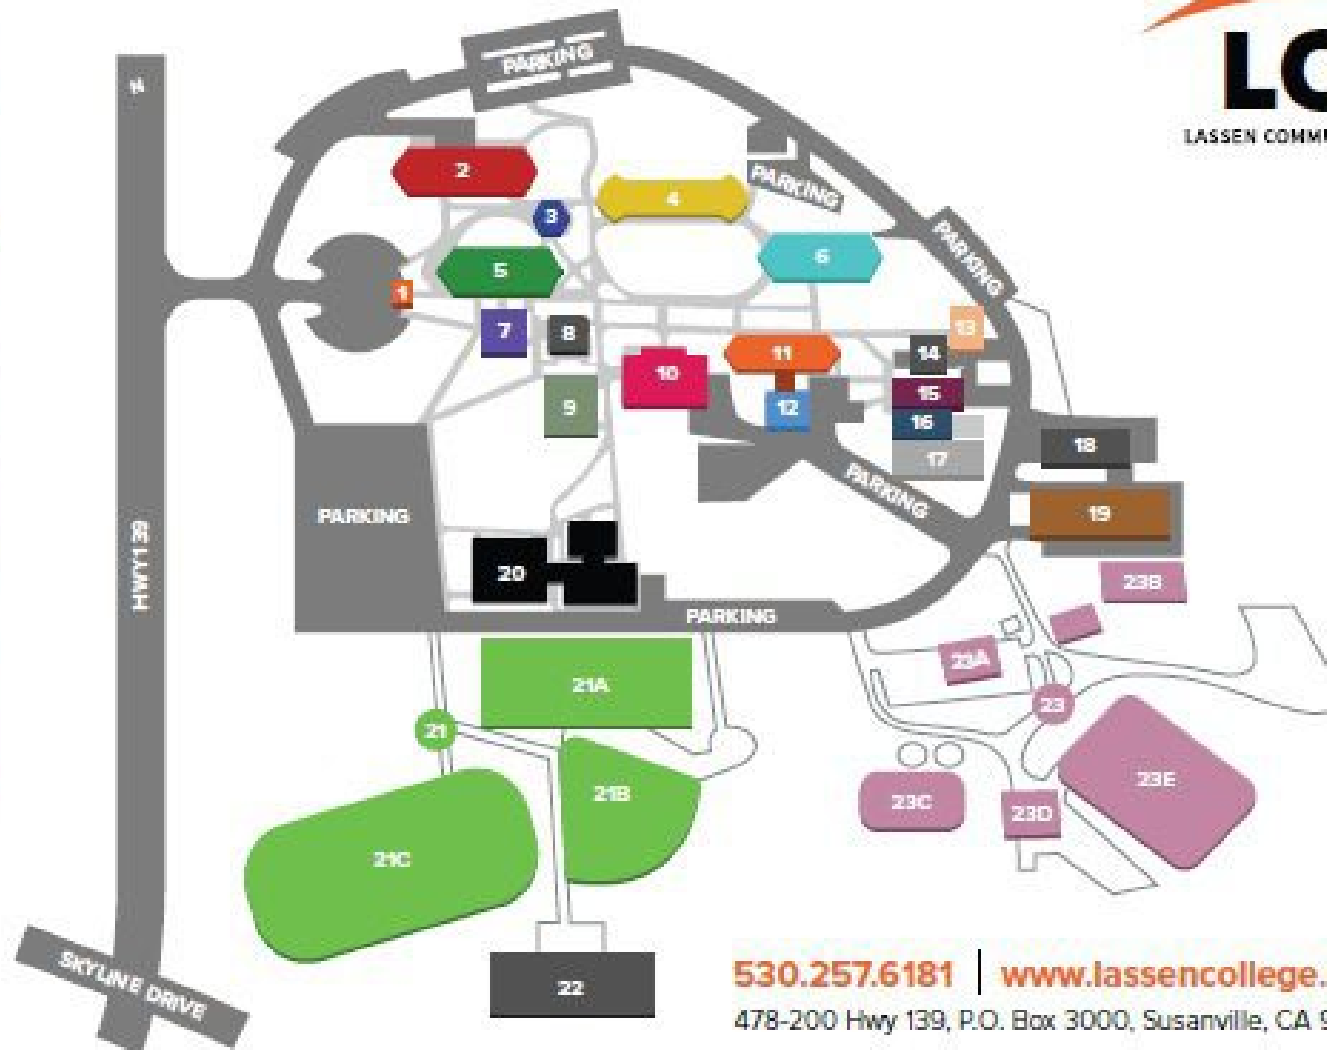 N
PARKING
LC
LASSEN COMMU
2
3
4
PARKING
PARKING
5
6
1
7
8
13
11
14
10
15
9
12
16
17
18
PARKING
PARKING
19
HWY 139
20
23B
PARKING
23A
21A
23
21
21B
23E
23C
23D
21C
SKYLINE DRIVE
22
530.257.6181 | www.lassencollege.
478-200 Hwy 139, P.O. Box 3000, Susanville, CA 9